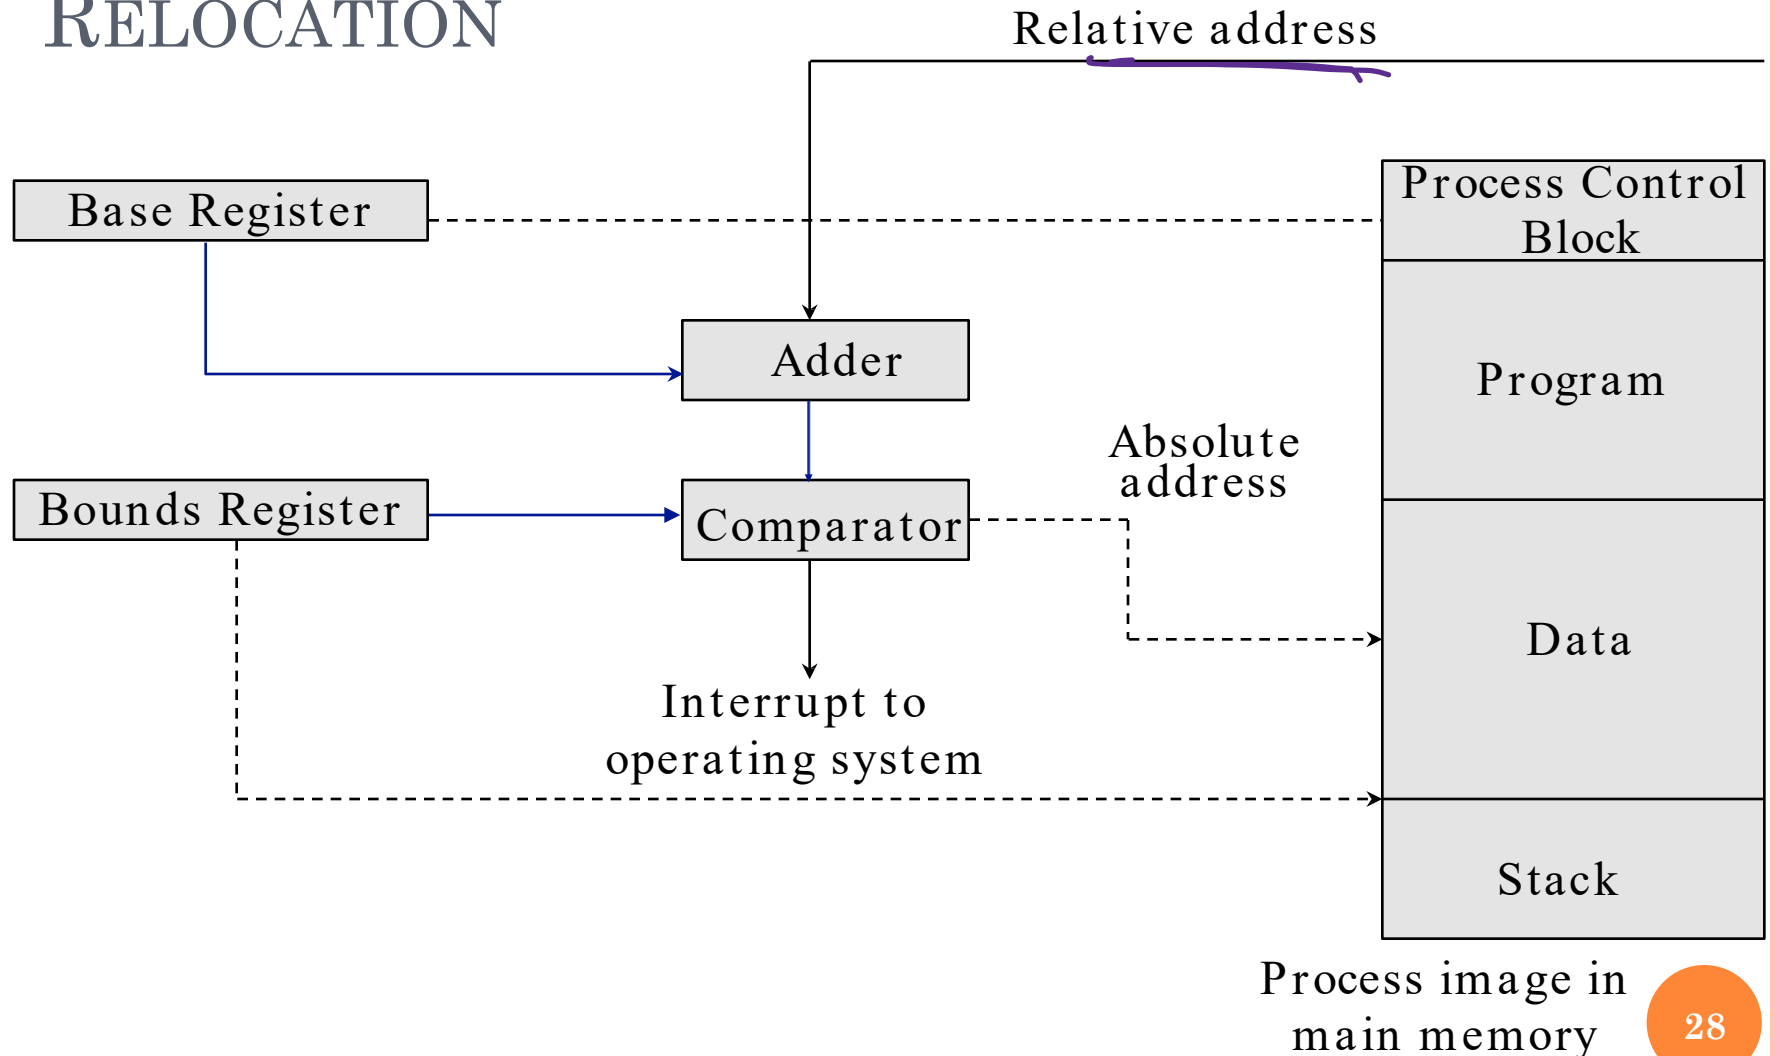 RELOCATION
Relative address
Base Register
Process Control
Block
Adder
Program
Absolute
address
Bounds Register
Comparator
Data
Interrupt to
operating system
Stack
Process image in
main memory
28